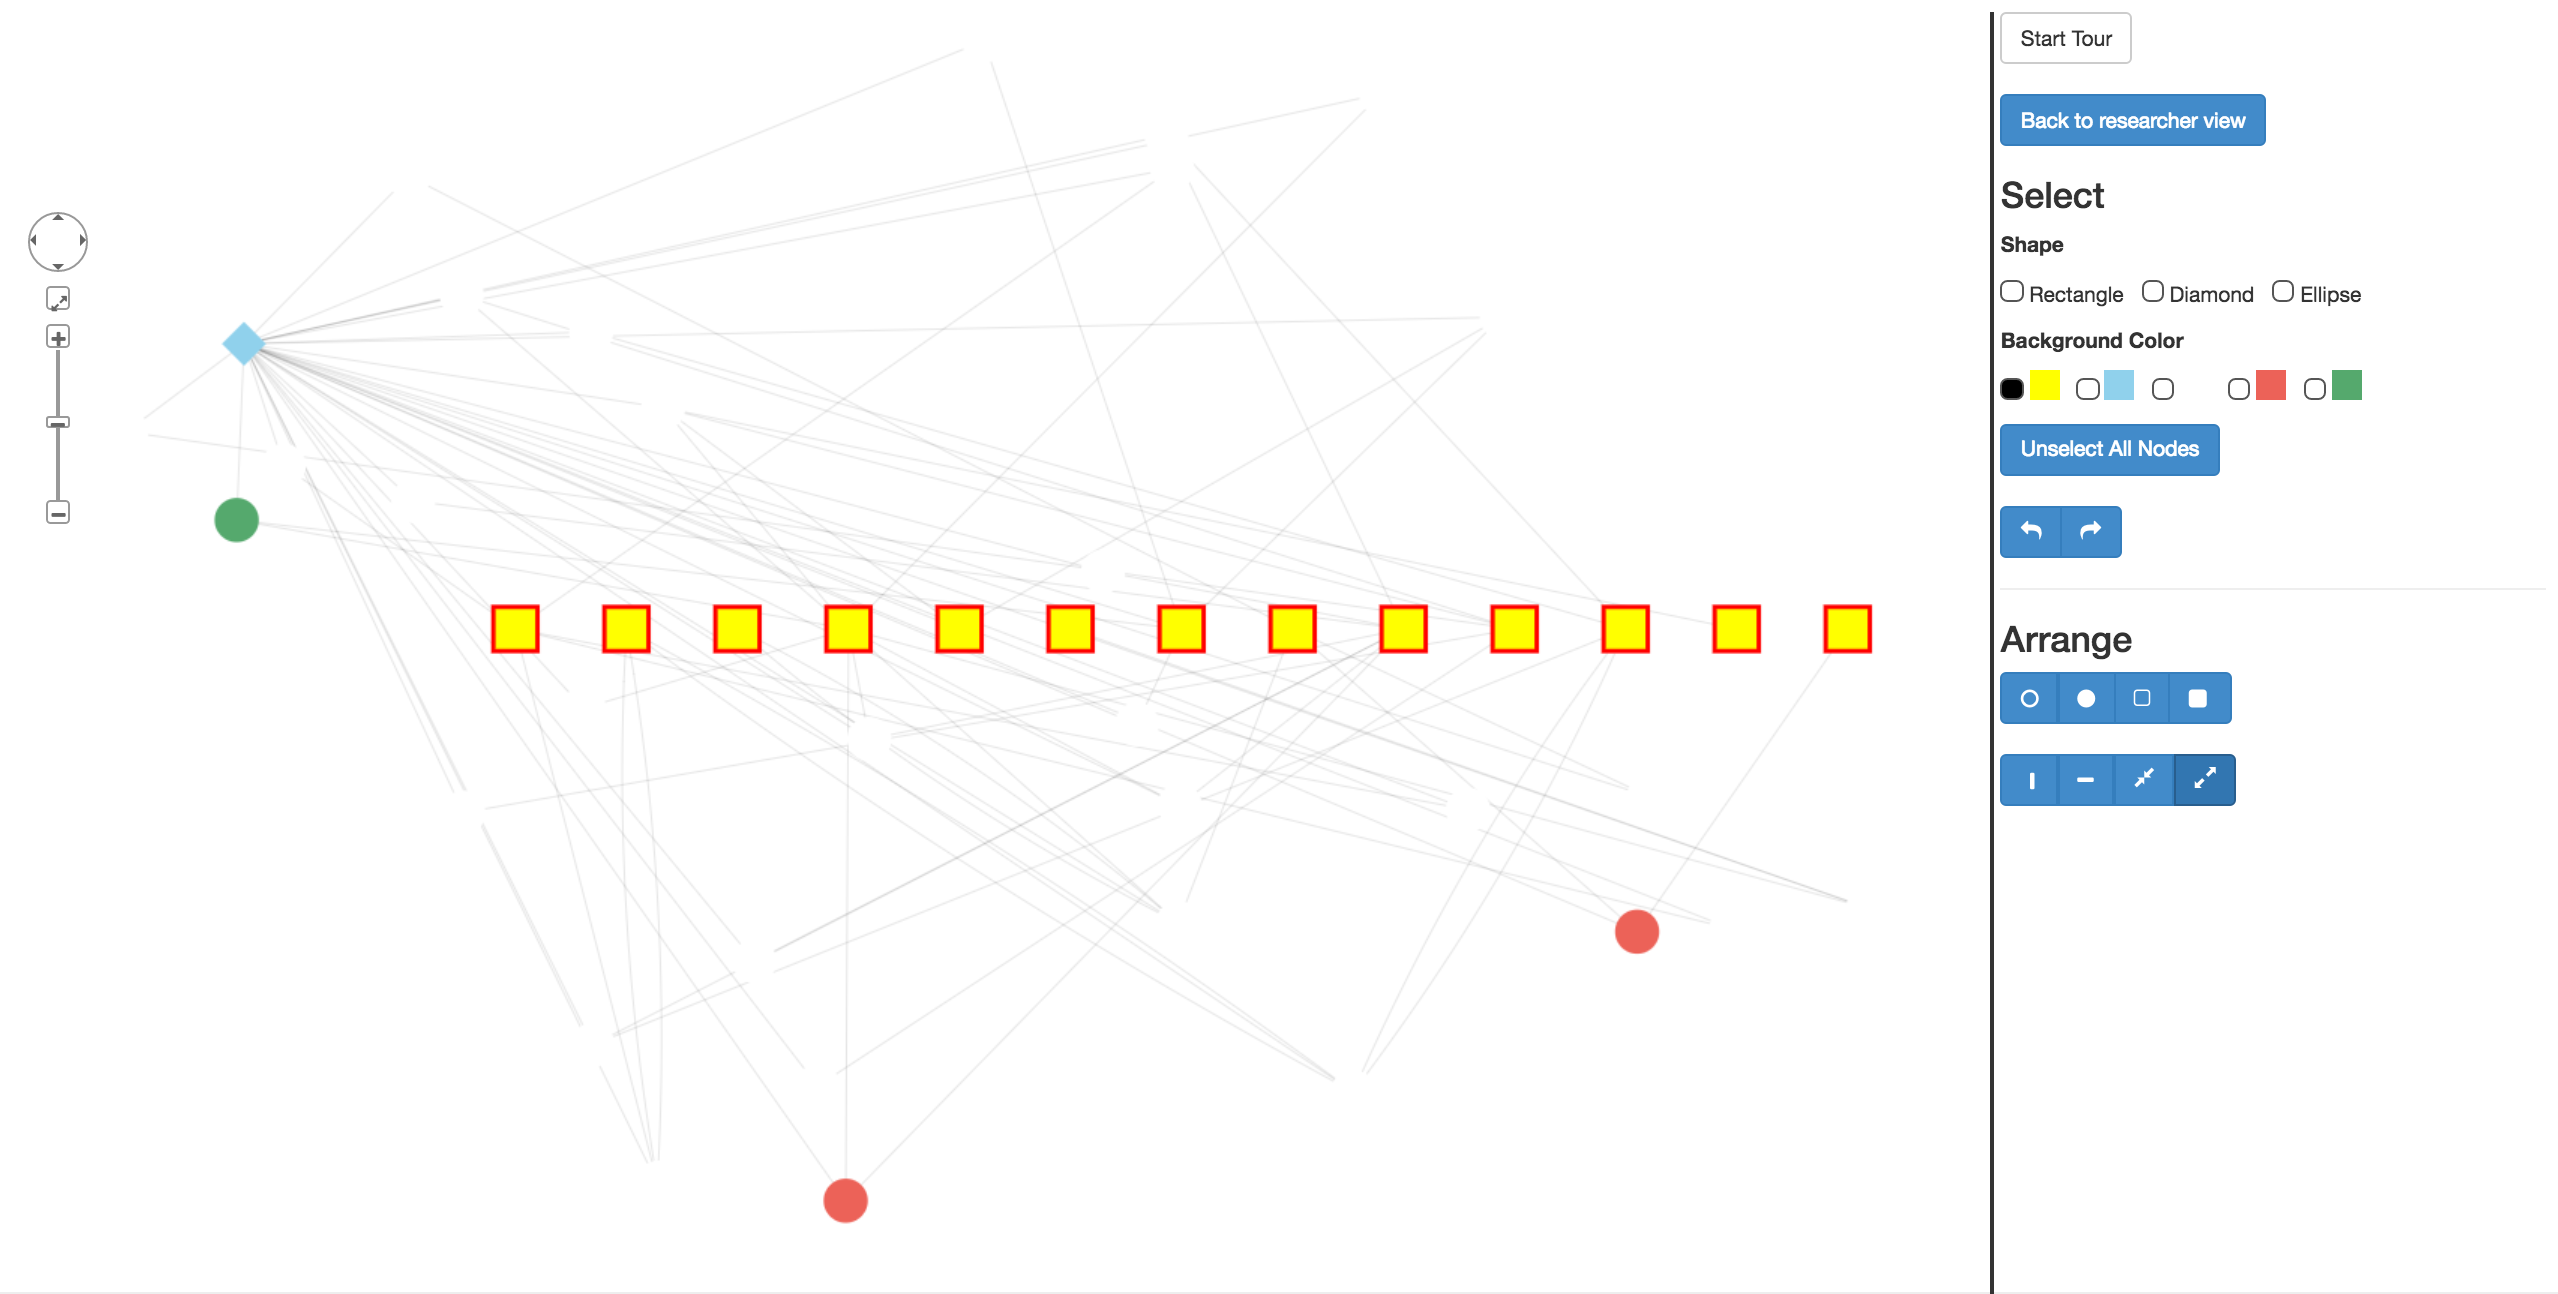 Start Tour
Back to researcher view
Select
Shape
Rectangle Diamond Ellipse
Background Color
Unselect All Nodes
Arrange